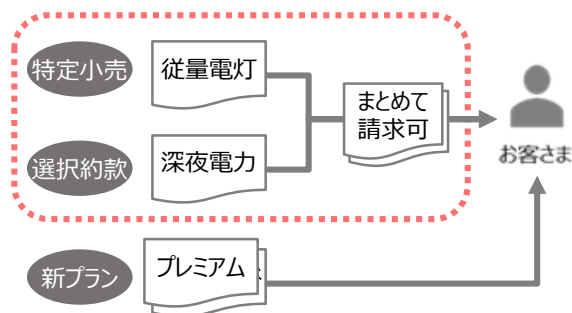 特定小売
従量電灯
まとめて
請求可
お客さま
選択約款
深夜電力
新プラン
プレミアム